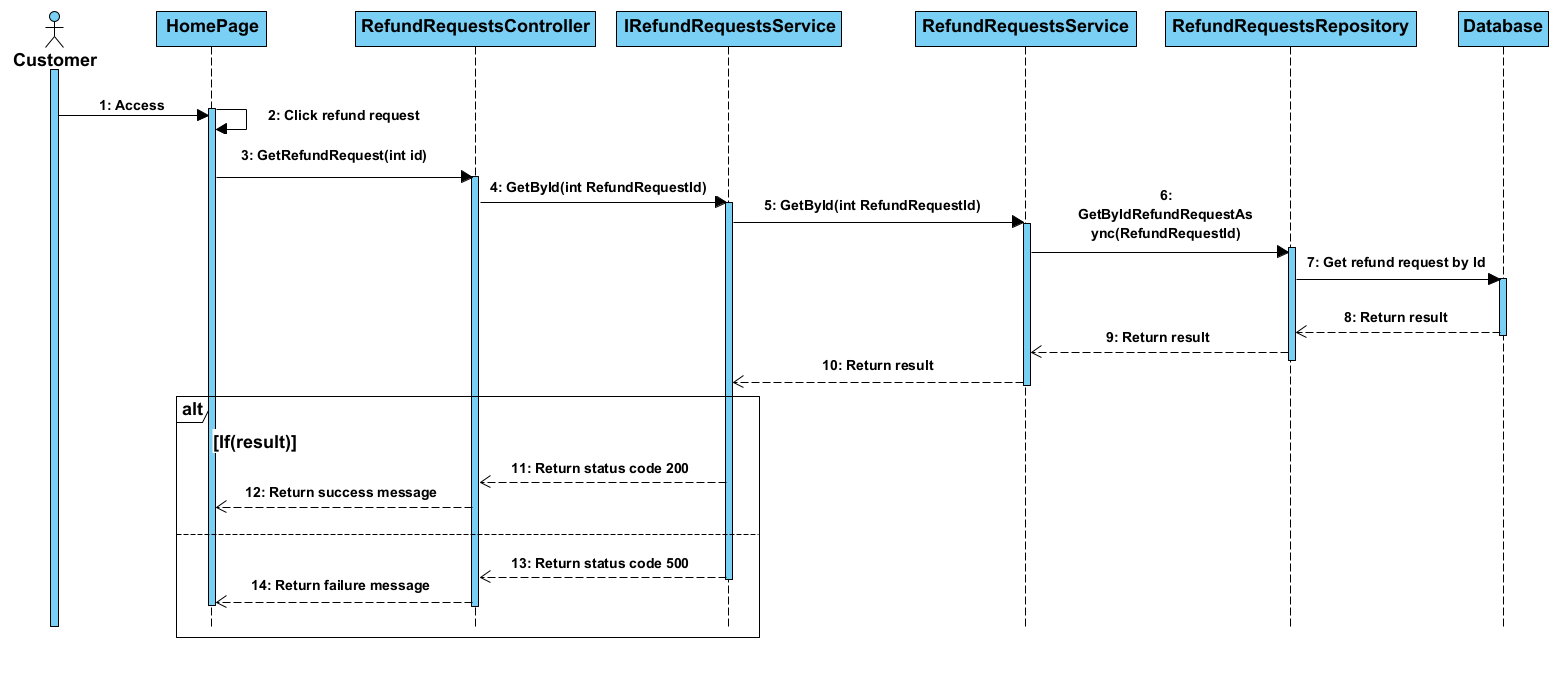 Customer
HomePage
RefundRequestsController
IRefundRequestsService
RefundRequestsService
RefundRequestsRepository
Database
1: Access
2: Click refund request
3: GetRefundRequest(int id)
4: GetById(int RefundRequestId)
5: GetById(int RefundRequestId)
6:
GetByIdRefundRequestAs
ync(RefundRequestId)
7: Get refund request by Id
8: Return result
9: Return result
10: Return result
alt
[If(result)]
11: Return status code 200
12: Return success message
13: Return status code 500
14: Return failure message